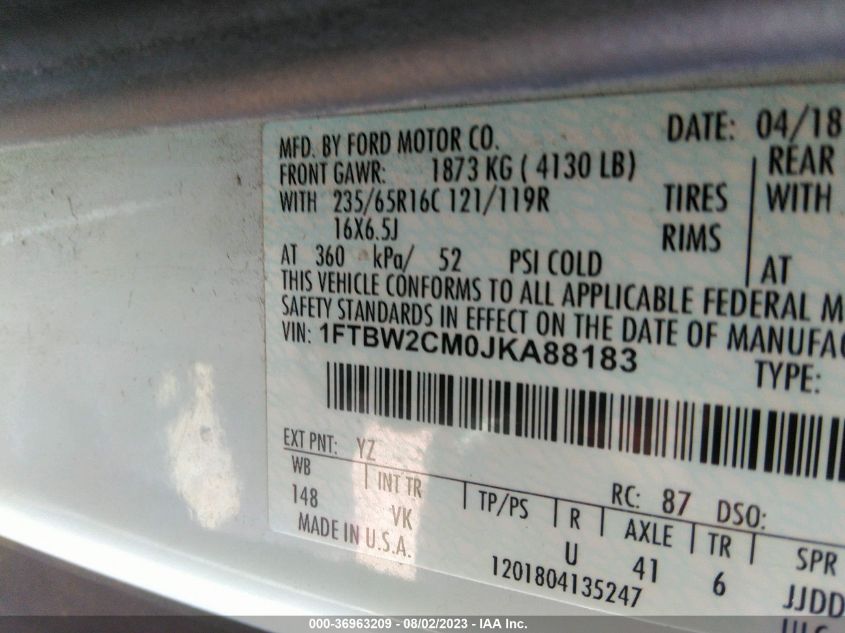 MFD. BY FORD MOTOR CO. DATE: 04/18
FRONT GAWR: 1873 KG ( 4130 LB) REAR
WITH 235/65R16C 121/119R TIRES WITH
16X6.5J RIMS
AT 360 kPa/ 52 PSI COLD AT
THIS VEHICLE CONFORMS TO ALL APPLICABLE FEDERAL M
SAFETY STANDARDS IN EFFECT ON THE DATE OF MANUFAC
VIN: 1FTBW2CM0JKA88183
TYPE:
EXT PNT: YZ RC: 87 DSO:
WB INT TR TP/PS R AXLE TR SPR
148 VK U 41 6 JJDD
MADE IN U.S.A. 1201804135247
000-36963209 - 08/02/2023 - IAA Inc.